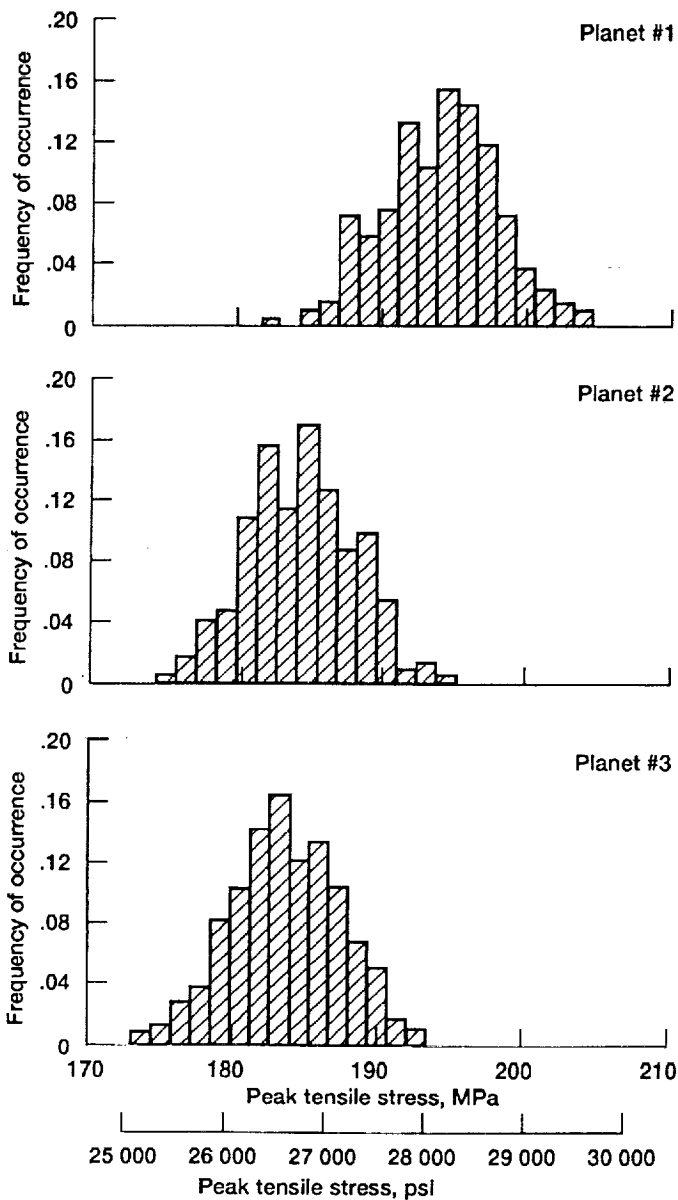 Planet #1
Frequency of occurrence
.20
.16
.12
.08
.04
0
Planet #2
Frequency of occurrence
.20
.16
.12
.08
.04
0
Planet #3
Frequency of occurrence
.20
.16
.12
.08
.04
0
170 180 190 200 210
Peak tensile stress, MPa
25 000 26 000 27 000 28 000 29 000 30 000
Peak tensile stress, psi